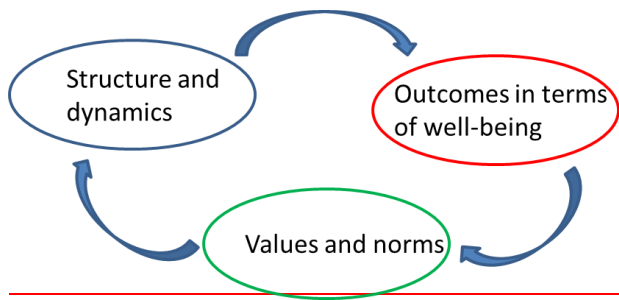 Structure and
dynamics
Outcomes in terms
of well-being
Values and norms